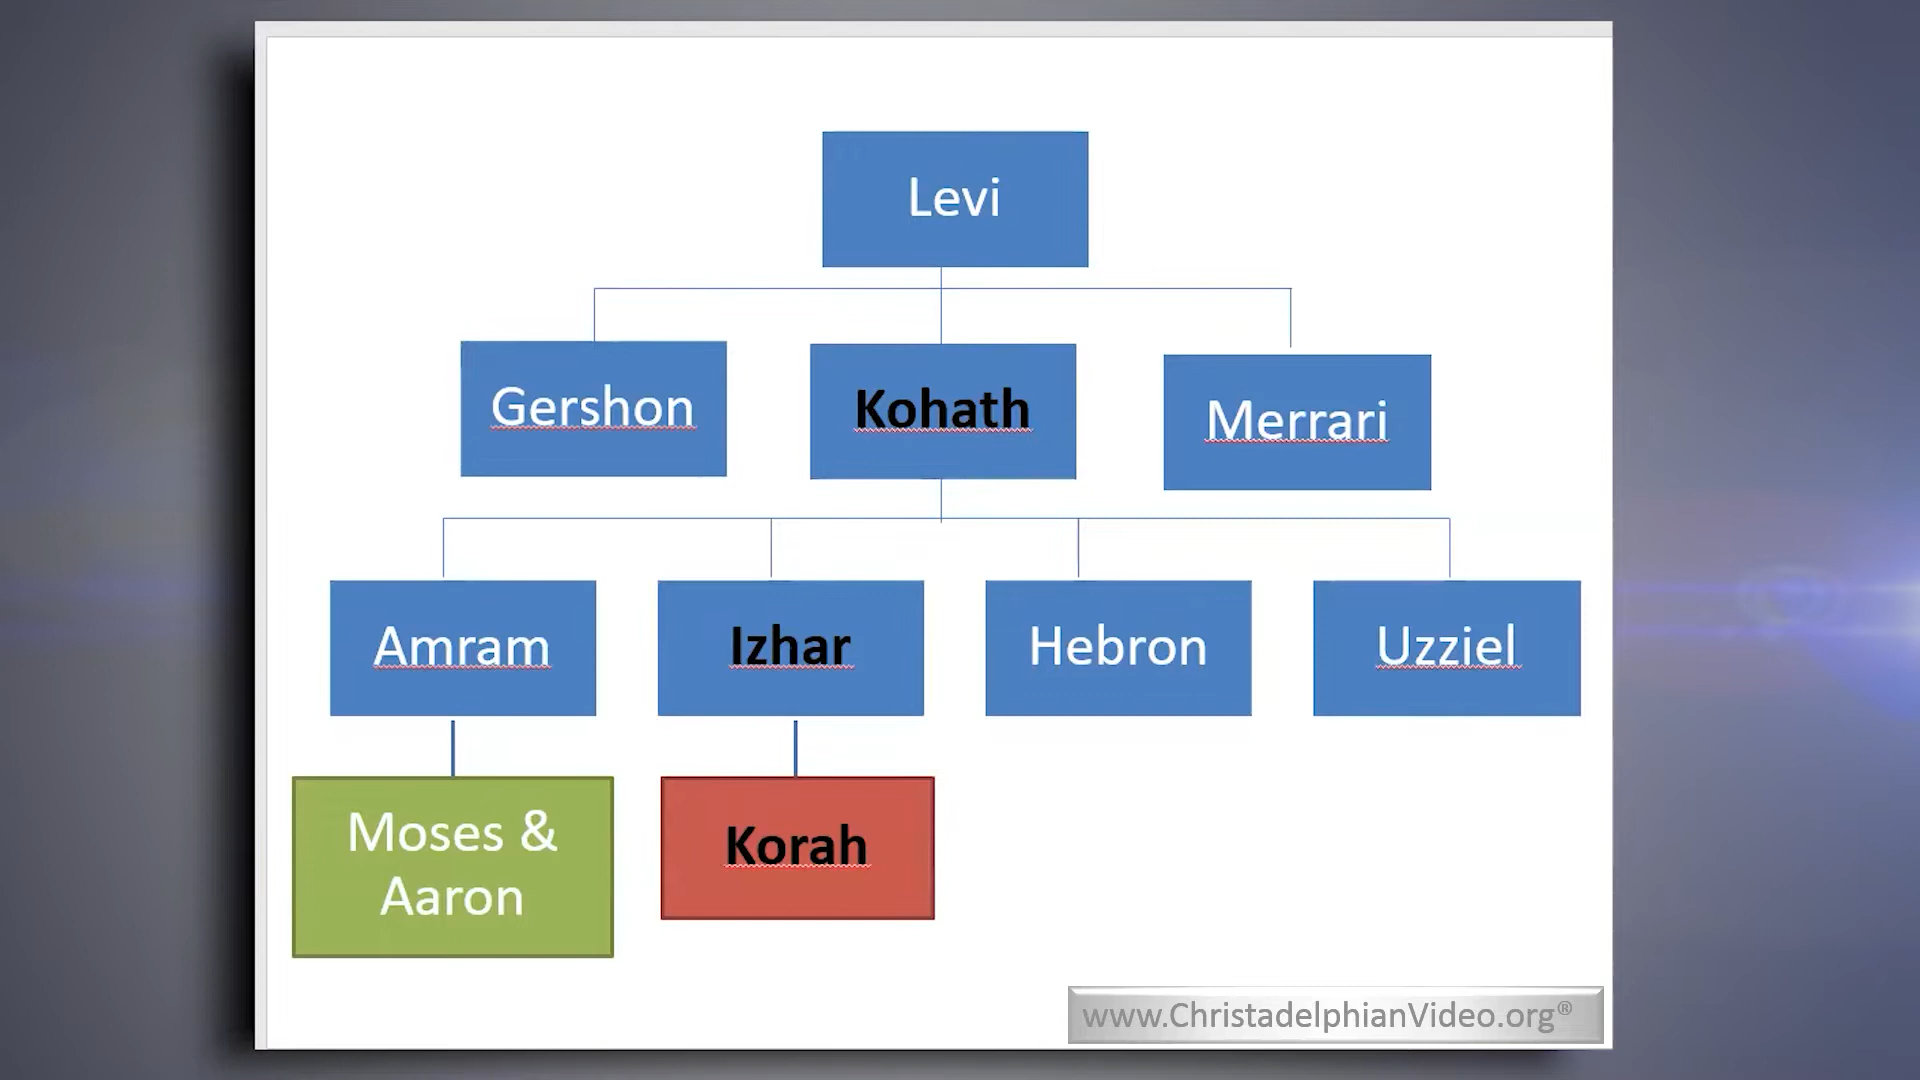 Levi
Gershon
Kohath
Merrari
Amram
Izhar
Hebron
Uzziel
Moses &
Aaron
Korah
www.ChristadelphianVideo.org®